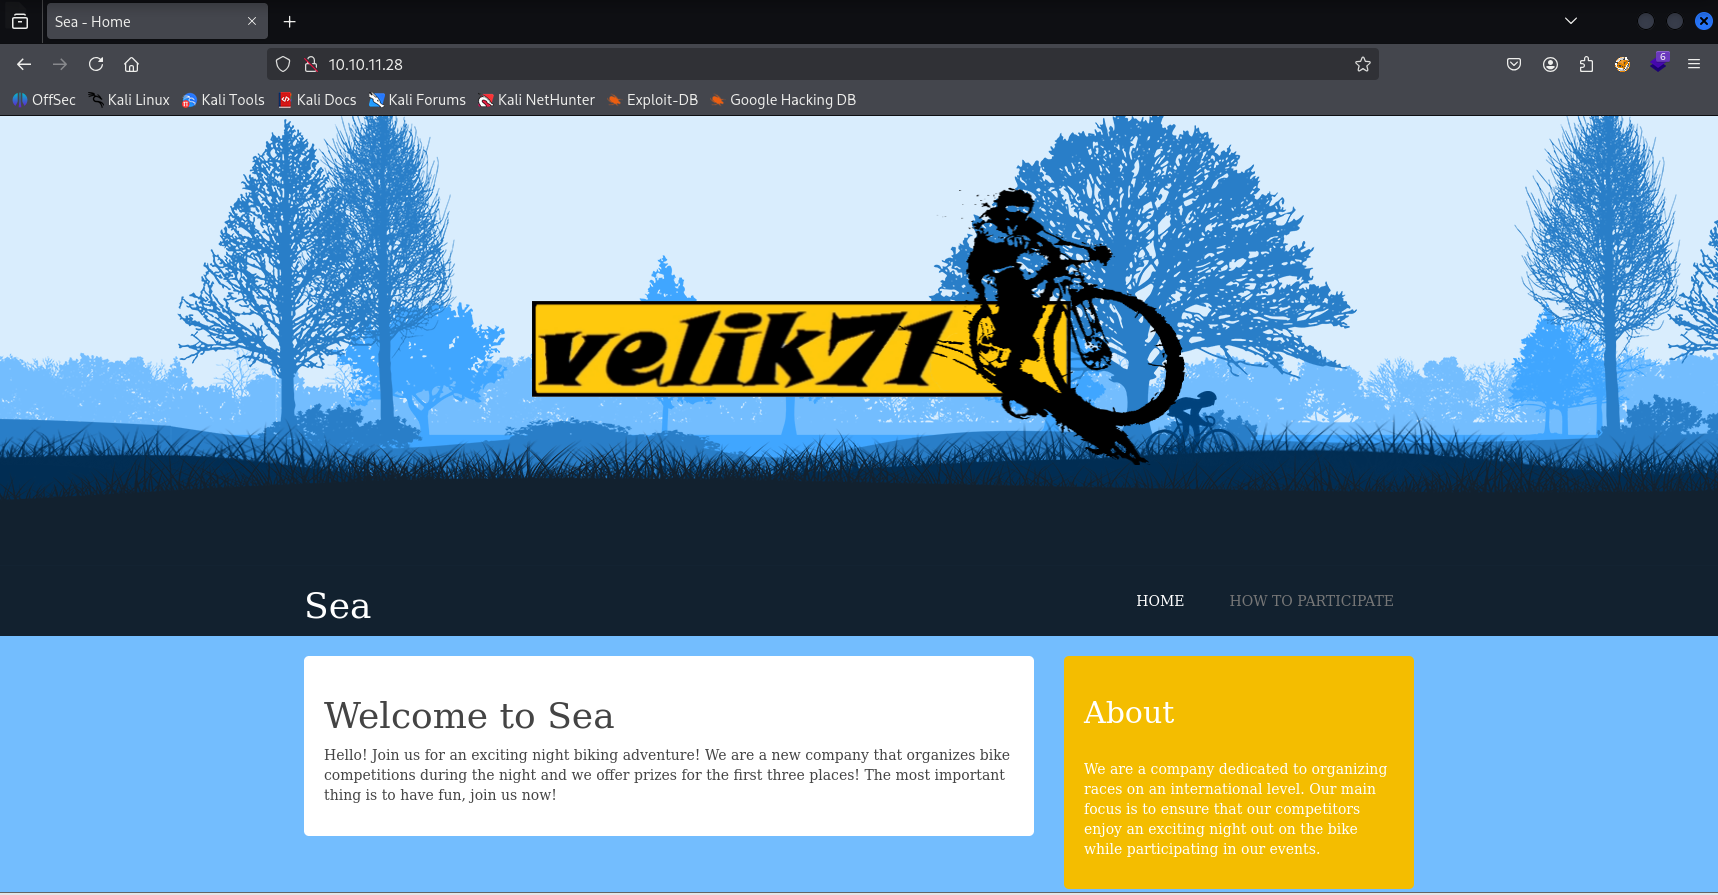 Sea - Home
10.10.11.28
6
OffSec Kali Linux Kali Tools Kali Docs Kali Forums Kali NetHunter Exploit-DB Google Hacking DB
velik71
Sea
HOME HOW TO PARTICIPATE
Welcome to Sea
Hello! Join us for an exciting night biking adventure! We are a new company that organizes bike
competitions during the night and we offer prizes for the first three places! The most important
thing is to have fun, join us now!
About
We are a company dedicated to organizing
races on an international level. Our main
focus is to ensure that our competitors
enjoy an exciting night out on the bike
while participating in our events.